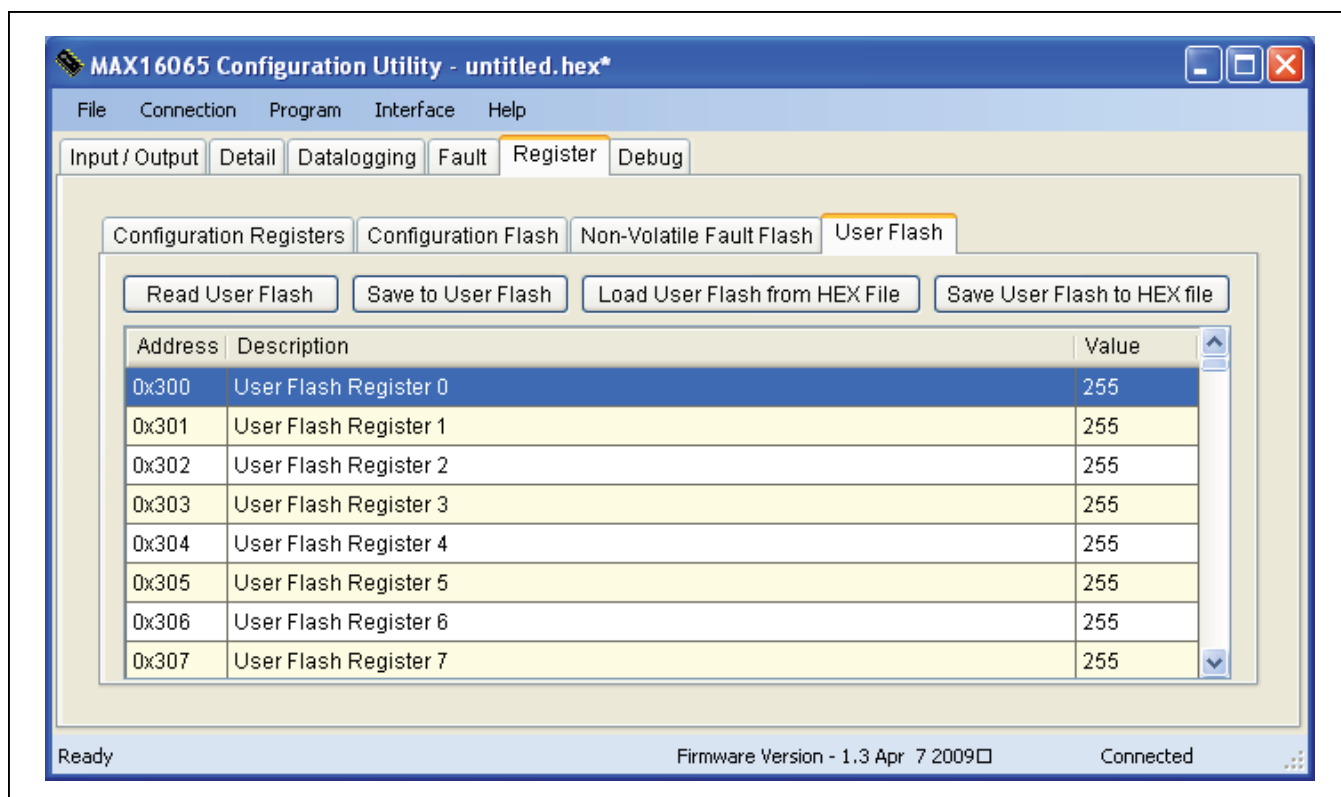 MAX16065 Configuration Utility - untitled.hex*
File Connection Program Interface Help
Input / Output Detail Datalogging Fault Register Debug
Configuration Registers Configuration Flash Non-Volatile Fault Flash User Flash
Read User Flash Save to User Flash Load User Flash from HEX File Save User Flash to HEX file
Address Description Value
0x300 User Flash Register 0 255
0x301 User Flash Register 1 255
0x302 User Flash Register 2 255
0x303 User Flash Register 3 255
0x304 User Flash Register 4 255
0x305 User Flash Register 5 255
0x306 User Flash Register 6 255
0x307 User Flash Register 7 255
Ready Firmware Version - 1.3 Apr 7 2009□ Connected